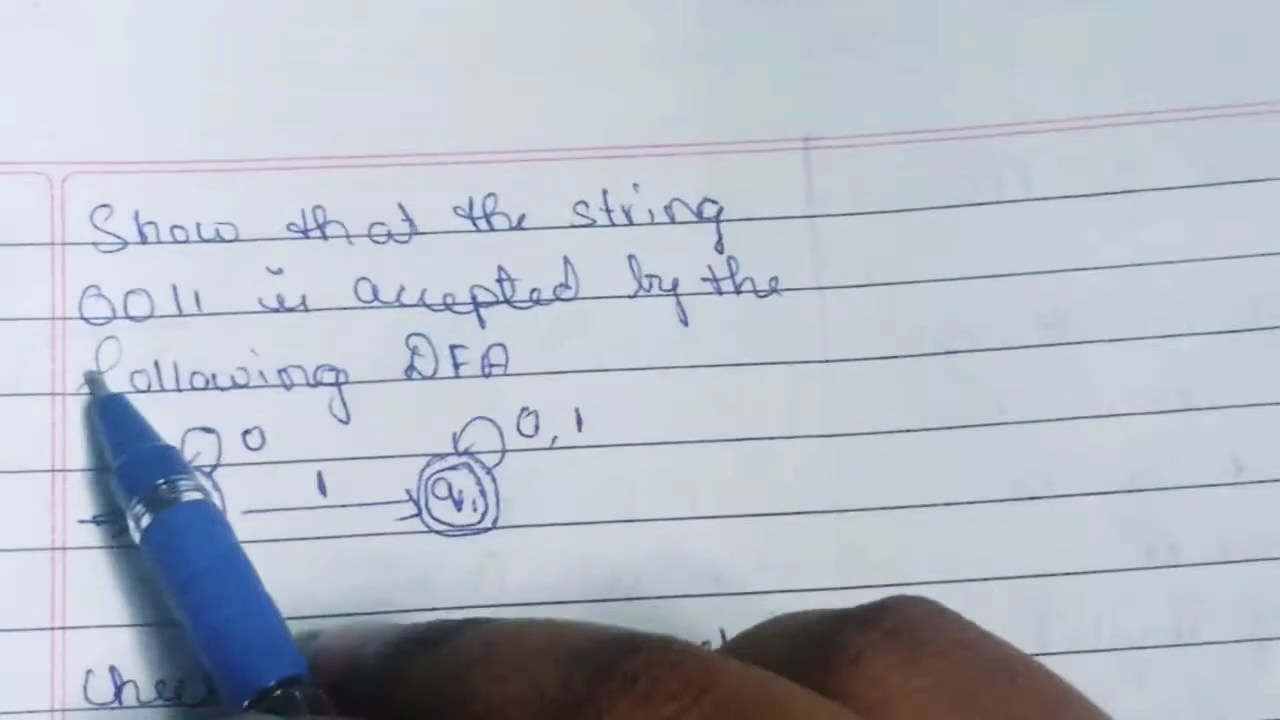 Show that the string
0011 is accepted by the
following DFA
0 0,1
1
q1